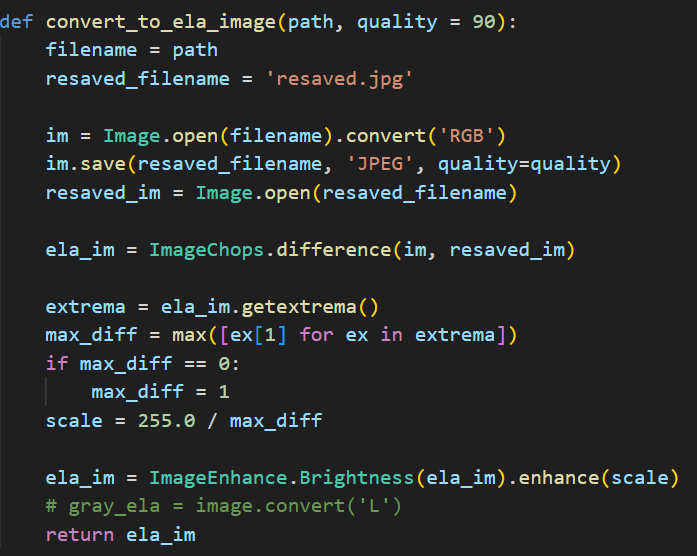 def convert_to_ela_image(path, quality = 90):
    filename = path
    resaved_filename = 'resaved.jpg'

    im = Image.open(filename).convert('RGB')
    im.save(resaved_filename, 'JPEG', quality=quality)
    resaved_im = Image.open(resaved_filename)

    ela_im = ImageChops.difference(im, resaved_im)

    extrema = ela_im.getextrema()
    max_diff = max([ex[1] for ex in extrema])
    if max_diff == 0:
        max_diff = 1
    scale = 255.0 / max_diff

    ela_im = ImageEnhance.Brightness(ela_im).enhance(scale)
    # gray_ela = image.convert('L')
    return ela_im